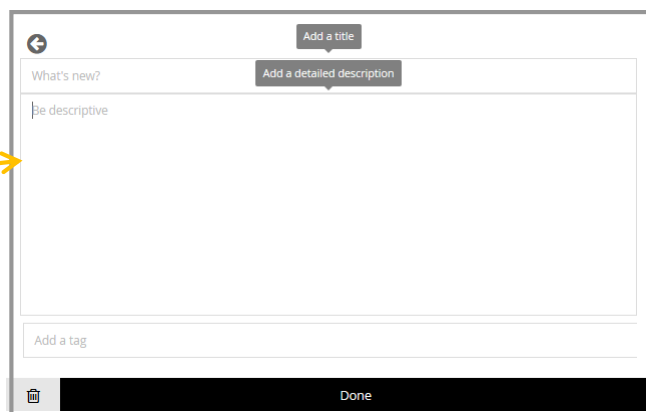 Add a title
What's new?
Add a detailed description
Be descriptive
Add a tag
Done